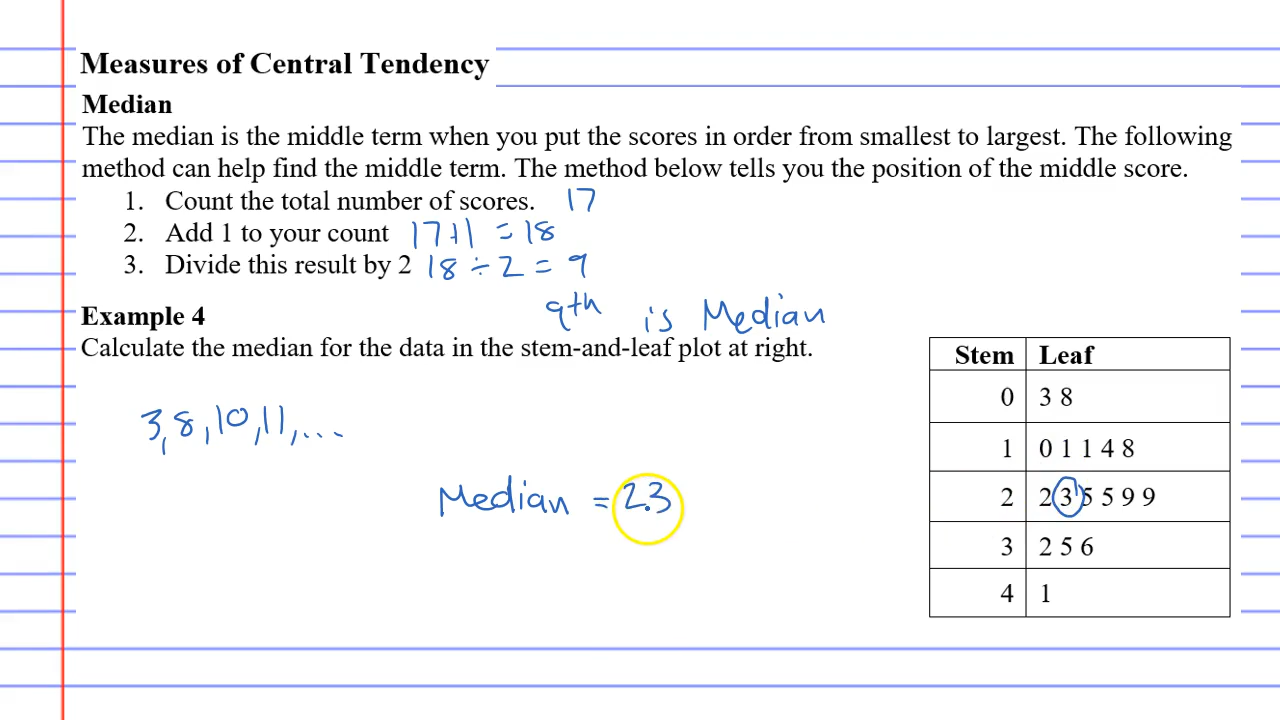 Measures of Central Tendency
Median
The median is the middle term when you put the scores in order from smallest to largest. The following
method can help find the middle term. The method below tells you the position of the middle score.
1. Count the total number of scores. 17
2. Add 1 to your count 17+1 = 18
3. Divide this result by 2 18 ÷ 2 = 9
9th is Median
Example 4
Calculate the median for the data in the stem-and-leaf plot at right.
3, 8, 10, 11, ...
Median = 23
Stem Leaf
0 3 8
1 0 1 1 4 8
2 2 3 5 5 9 9
3 2 5 6
4 1